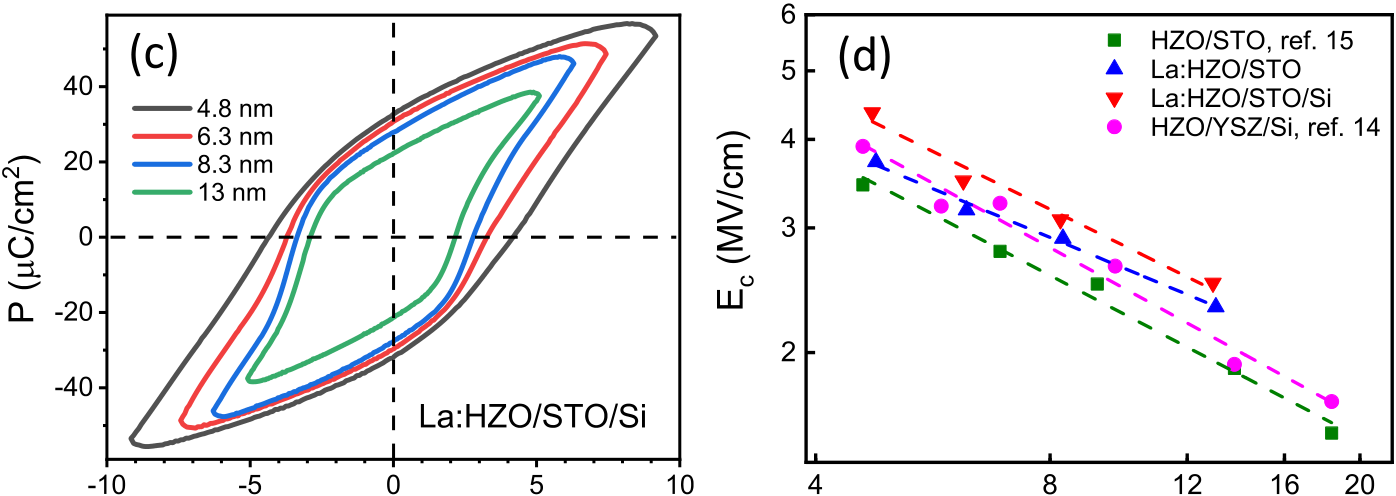 (c)
4.8 nm
6.3 nm
8.3 nm
13 nm
La:HZO/STO/Si
P (μC/cm²)
40
20
0
-20
-40
-10
-5
0
5
10
(d)
HZO/STO, ref. 15
La:HZO/STO
La:HZO/STO/Si
HZO/YSZ/Si, ref. 14
E_c (MV/cm)
6
5
4
3
2
4
8
12
16
20